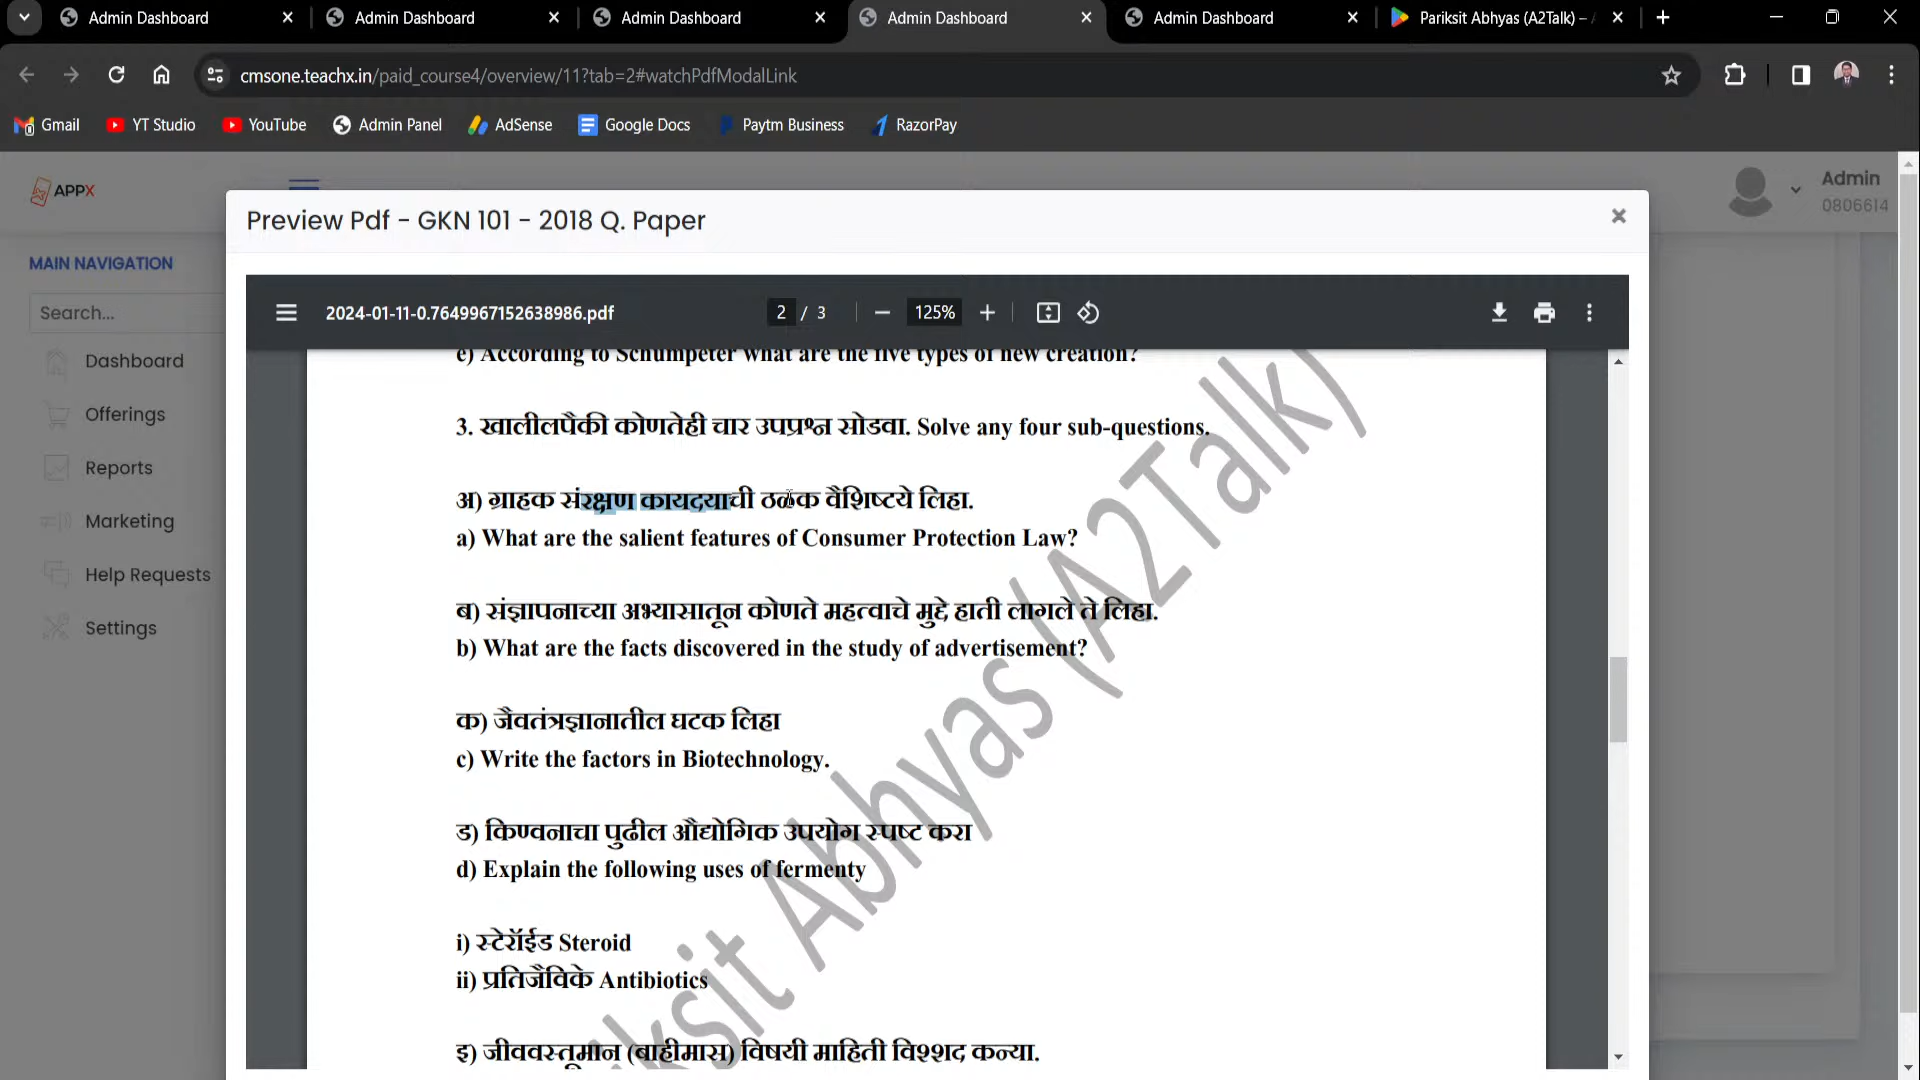 Admin Dashboard
Admin Dashboard
Admin Dashboard
Admin Dashboard
Admin Dashboard
Pariksit Abhyas (A2Talk) –
cmsone.teachx.in/paid_course4/overview/11?tab=2#watchPdfModalLink
Gmail
YT Studio
YouTube
Admin Panel
AdSense
Google Docs
Paytm Business
RazorPay
APPX
Admin
0806614
MAIN NAVIGATION
Search...
Dashboard
Offerings
Reports
Marketing
Help Requests
Settings
Preview Pdf - GKN 101 - 2018 Q. Paper
2024-01-11-0.7649967152638986.pdf
2 / 3
125%
e) According to Schumpeter what are the five types of new creation?
3. खालीलपैकी कोणतेही चार उपप्रश्न सोडवा. Solve any four sub-questions.
अ) ग्राहक संरक्षण कायदयाची ठळक वैशिष्टये लिहा.
a) What are the salient features of Consumer Protection Law?
ब) संज्ञापनाच्या अभ्यासातून कोणते महत्वाचे मुद्दे हाती लागले ते लिहा.
b) What are the facts discovered in the study of advertisement?
क) जैवतंत्रज्ञानातील घटक लिहा
c) Write the factors in Biotechnology.
ड) किण्वनाचा पुढील औद्योगिक उपयोग स्पष्ट करा
d) Explain the following uses of fermenty
i) स्टेरॉईड Steroid
ii) प्रतिजैविके Antibiotics
इ) जीववस्तूमान (बाहीमास) विषयी माहिती विश्शद कन्या.
iksit Abhyas (A2Talk)